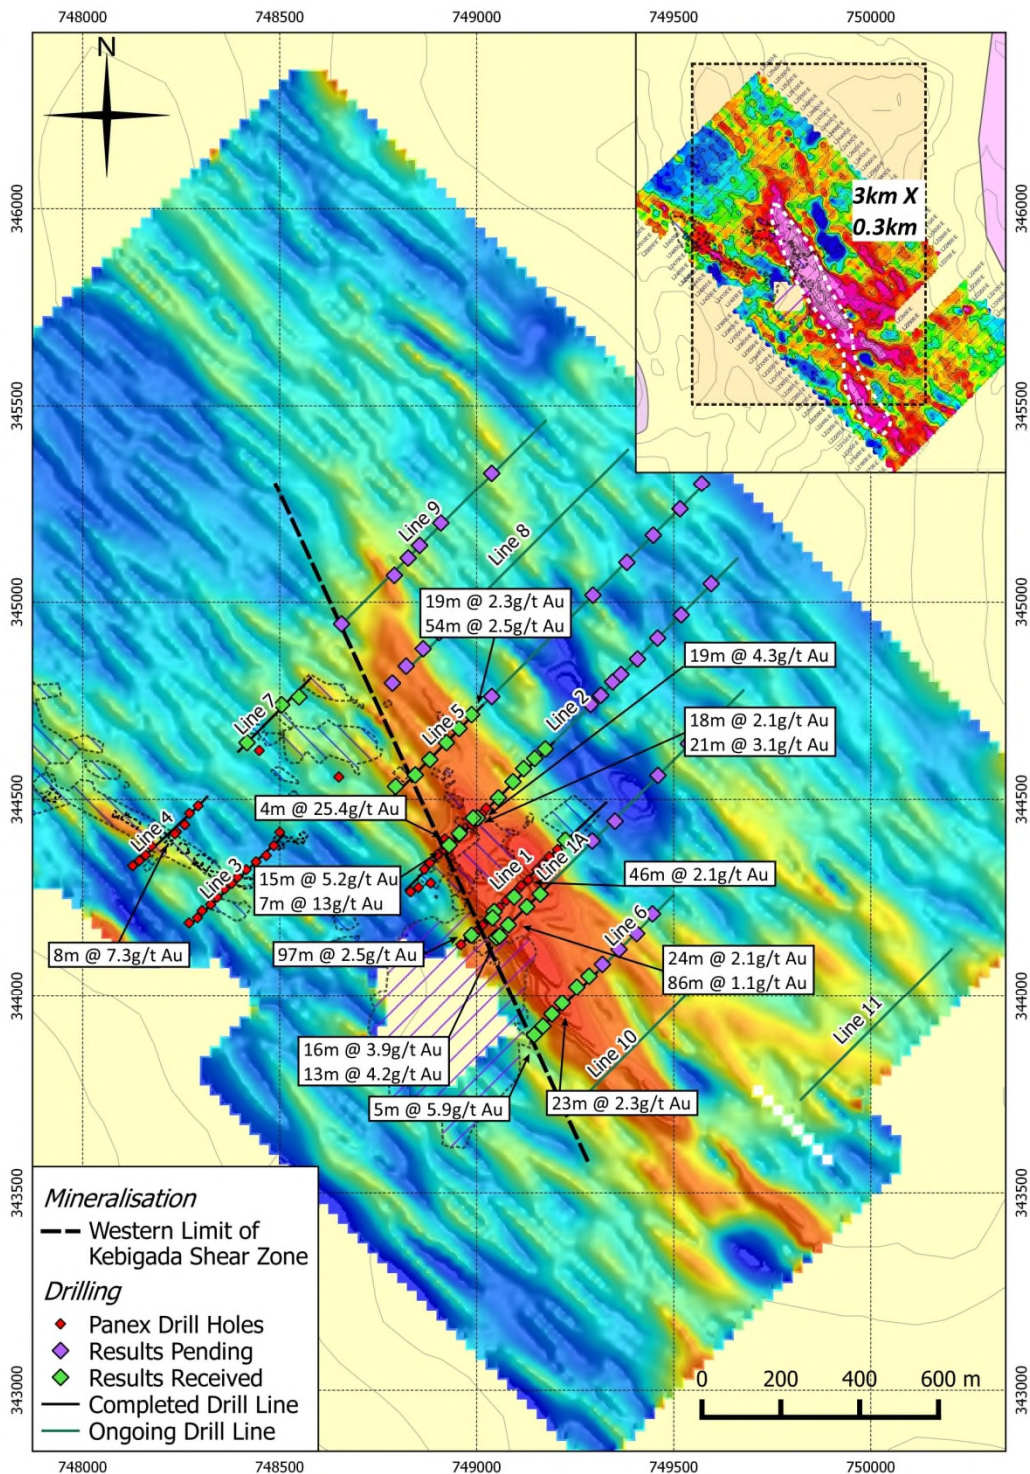 748000
748500
749000
749500
750000
N
346000
345500
345000
344500
344000
343500
343000
346000
345500
345000
344500
344000
343500
343000
3km X
0.3km
Line 9
Line 8
19m @ 2.3g/t Au
54m @ 2.5g/t Au
19m @ 4.3g/t Au
Line 2
Line 7
Line 5
18m @ 2.1g/t Au
21m @ 3.1g/t Au
4m @ 25.4g/t Au
Line 4
Line 3
Line 1
Line 1A
15m @ 5.2g/t Au
7m @ 13g/t Au
46m @ 2.1g/t Au
Line 6
8m @ 7.3g/t Au
97m @ 2.5g/t Au
24m @ 2.1g/t Au
86m @ 1.1g/t Au
Line 11
16m @ 3.9g/t Au
13m @ 4.2g/t Au
Line 10
5m @ 5.9g/t Au
23m @ 2.3g/t Au
Mineralisation
Western Limit of
Kebigada Shear Zone
Drilling
Panex Drill Holes
Results Pending
Results Received
Completed Drill Line
Ongoing Drill Line
0 200 400 600 m
748000
748500
749000
749500
750000